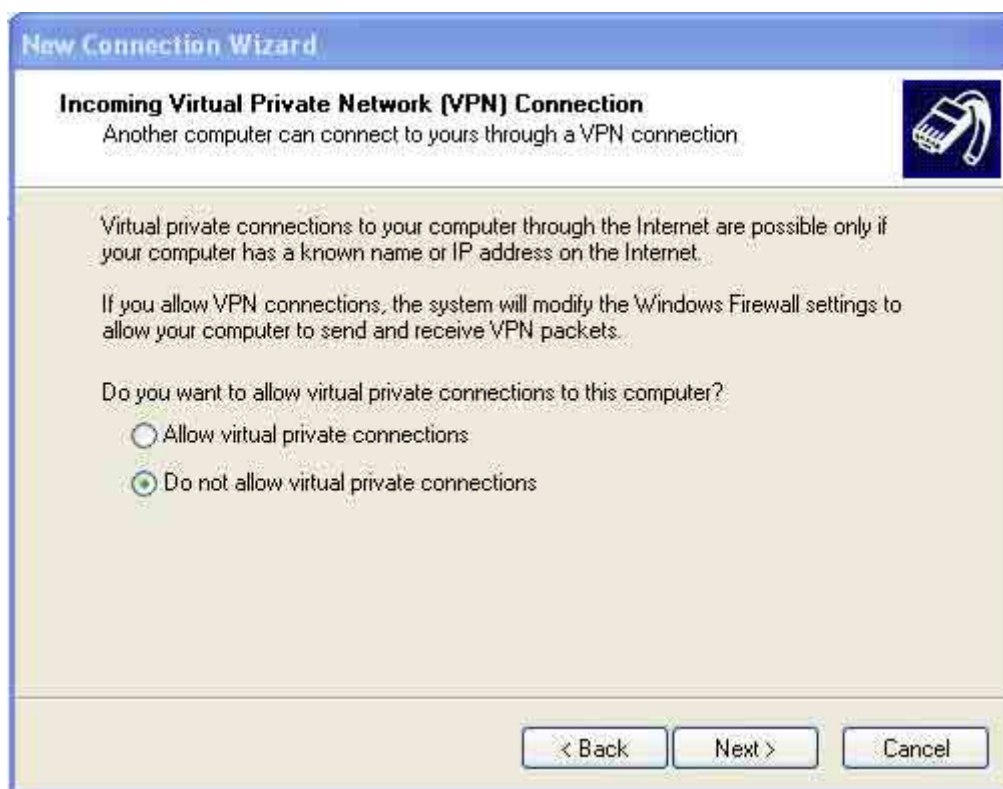 New Connection Wizard
Incoming Virtual Private Network (VPN) Connection
Another computer can connect to yours through a VPN connection
Virtual private connections to your computer through the Internet are possible only if
your computer has a known name or IP address on the Internet.
If you allow VPN connections, the system will modify the Windows Firewall settings to
allow your computer to send and receive VPN packets.
Do you want to allow virtual private connections to this computer?
Allow virtual private connections
Do not allow virtual private connections
< Back
Next >
Cancel